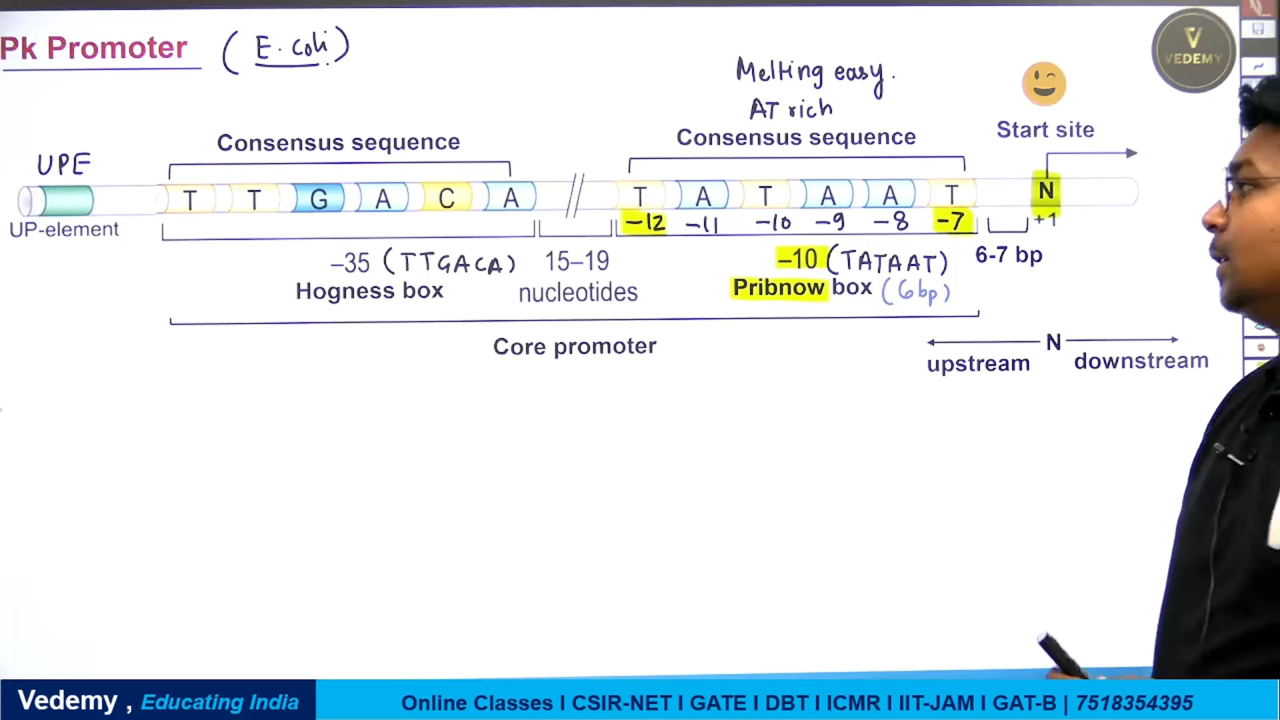 Pk Promoter (E. coli)
Melting easy.
AT rich
VEDEMY
Consensus sequence
Consensus sequence
Start site
UPE
T T G A C A
T A T A A T
N
UP-element
-12 -11 -10 -9 -8 -7
+1
–35 (TTGACA)
15–19
–10 (TATAAT)
6-7 bp
Hogness box
nucleotides
Pribnow box (6bp)
Core promoter
N
upstream
downstream
Vedemy , Educating India
Online Classes I CSIR-NET I GATE I DBT I ICMR I IIT-JAM I GAT-B | 7518354395